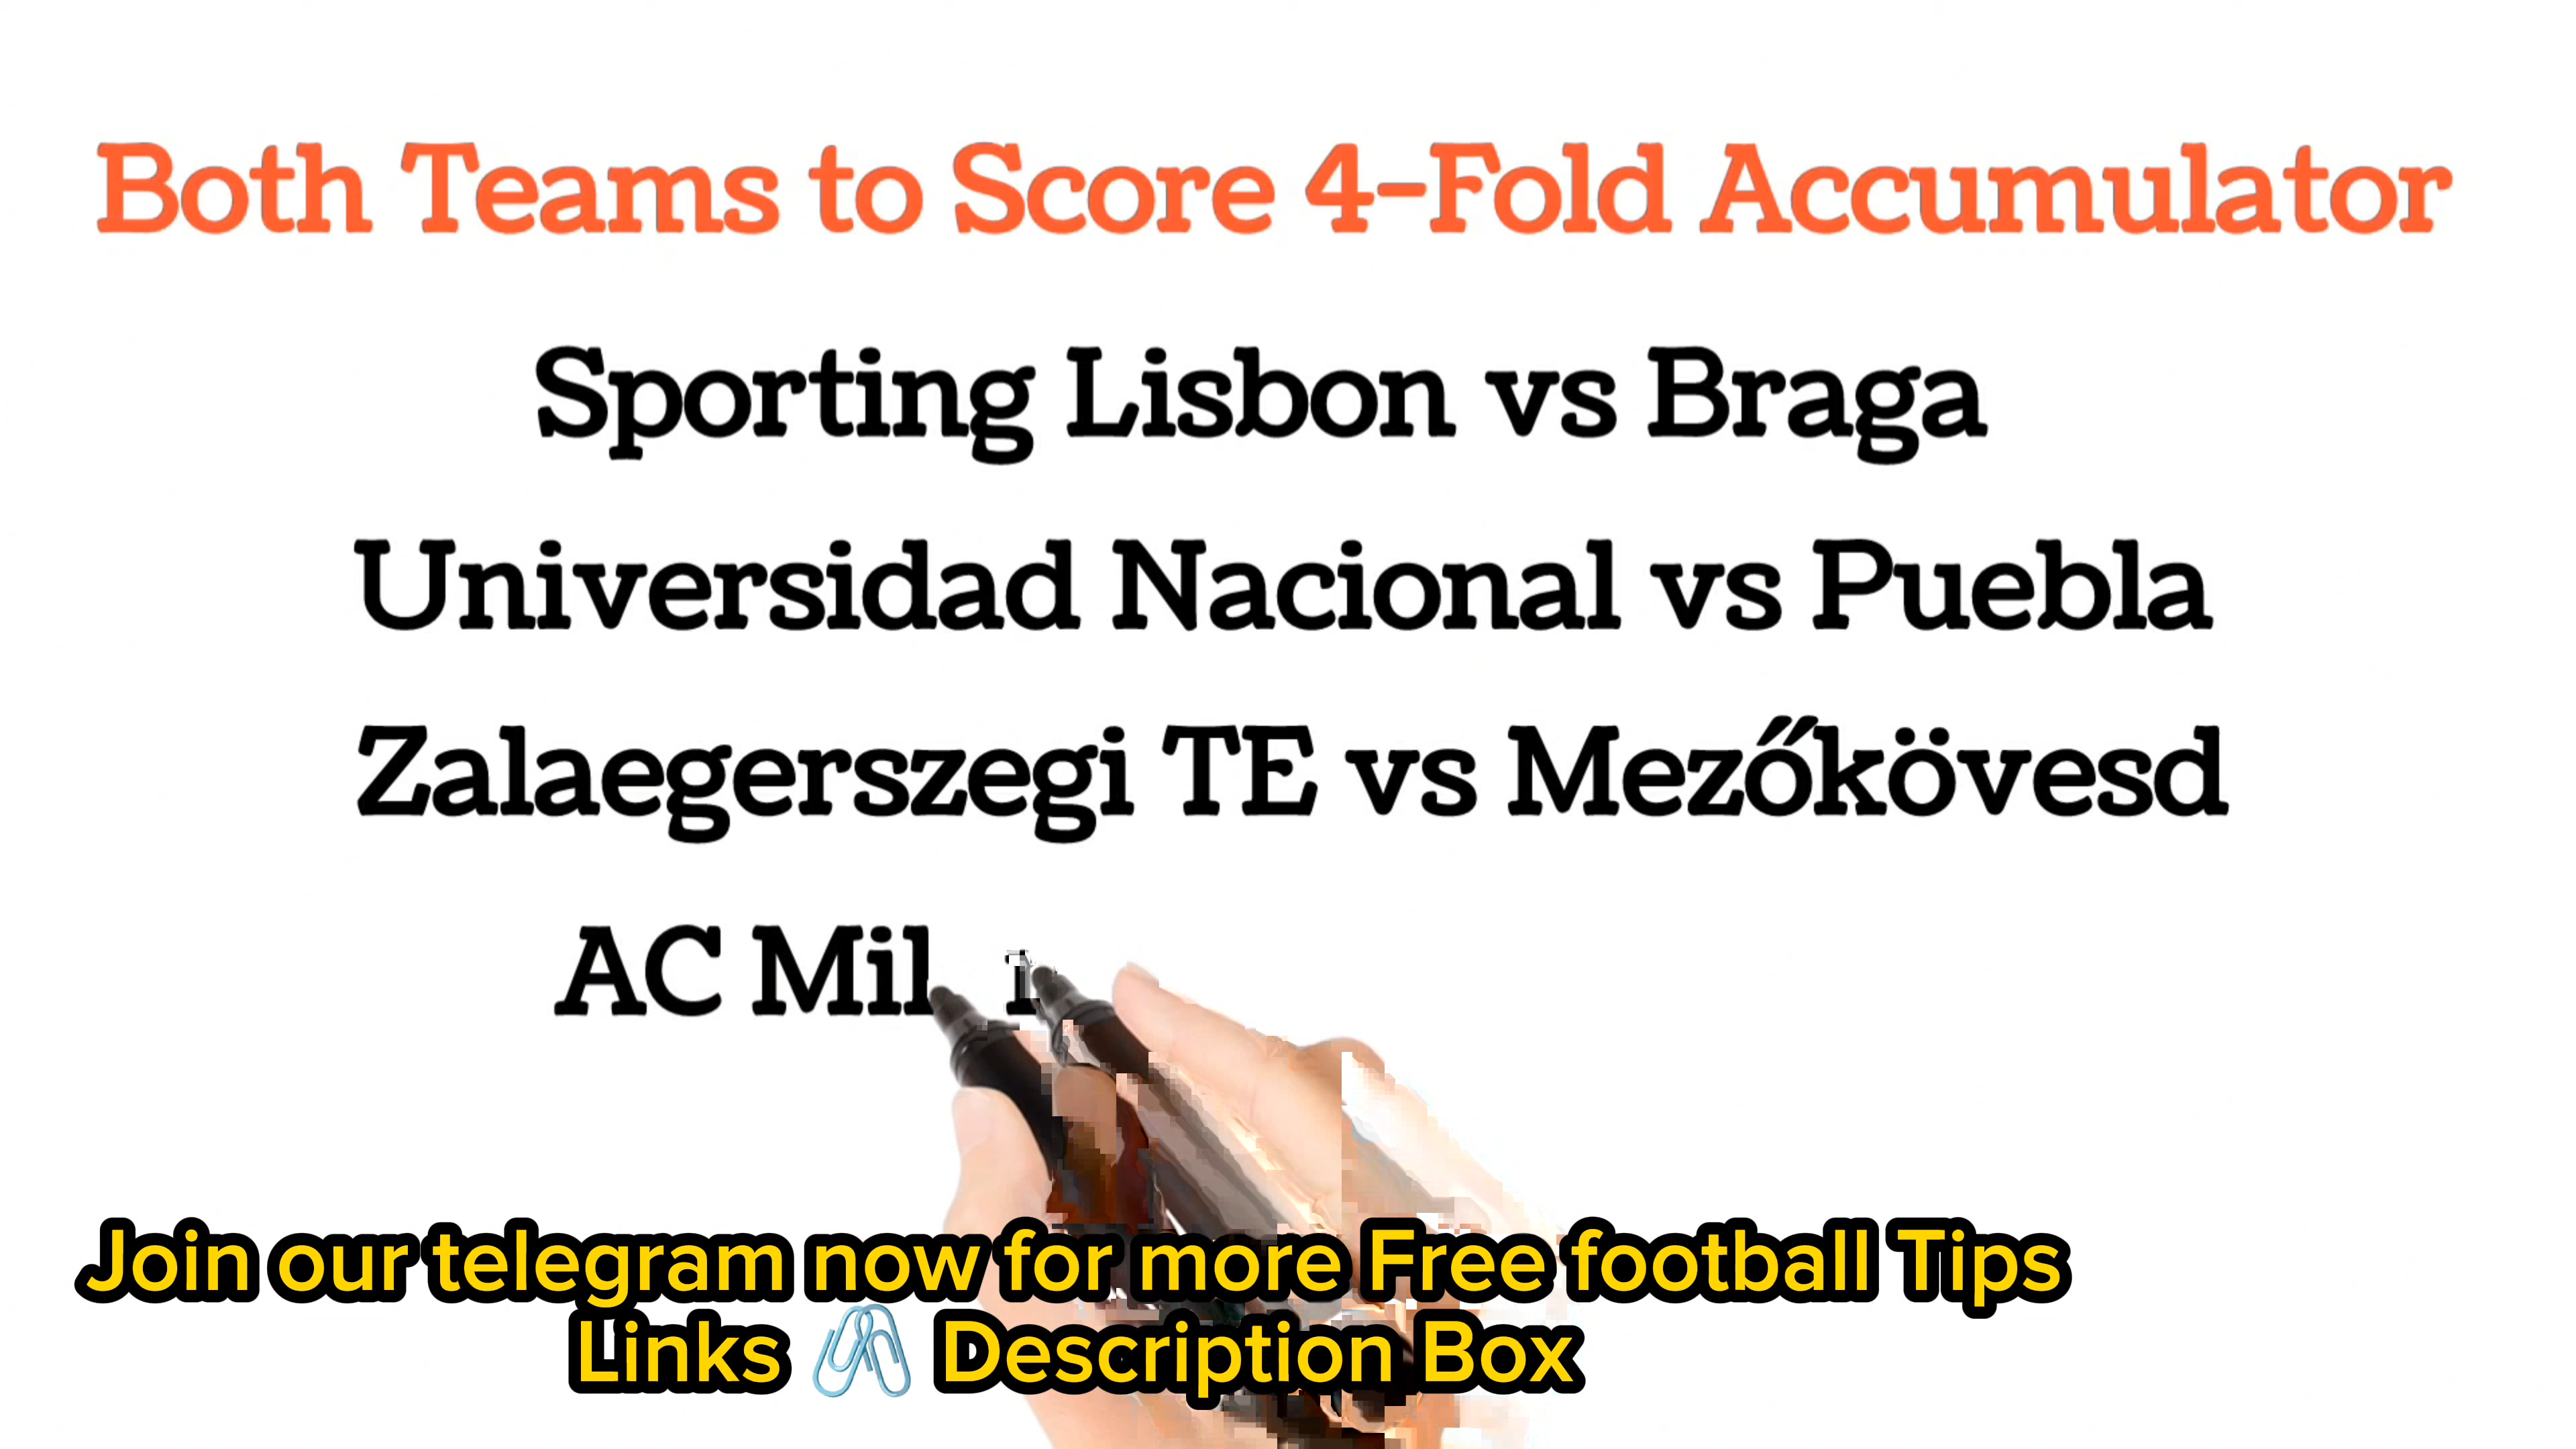 Both Teams to Score 4-Fold Accumulator
Sporting Lisbon vs Braga
Universidad Nacional vs Puebla
Zalaegerszegi TE vs Mezőkövesd
AC Mil
Join our telegram now for more Free football Tips
Links 🖇️ Description Box